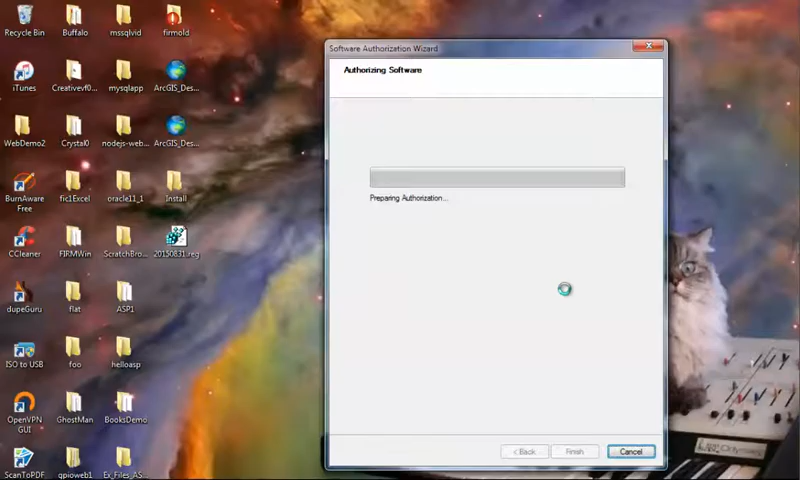 Recycle Bin
Buffalo
mssqlvid
firmold
iTunes
Creativevf0...
mysqlapp
ArcGIS_Des...
WebDemo2
Crystal0
nodejs-web...
ArcGIS_Des...
BurnAware Free
fic1Excel
oracle11_1
Install
CCleaner
FIRMWin
ScratchBro...
20150831.reg
dupeGuru
flat
ASP1
ISO to USB
foo
helloasp
OpenVPN GUI
GhostMan
BooksDemo
ScanToPDF
gpioweb1
Ex_Files_AS...
Software Authorization Wizard
Authorizing Software
Preparing Authorization...
< Back
Finish
Cancel